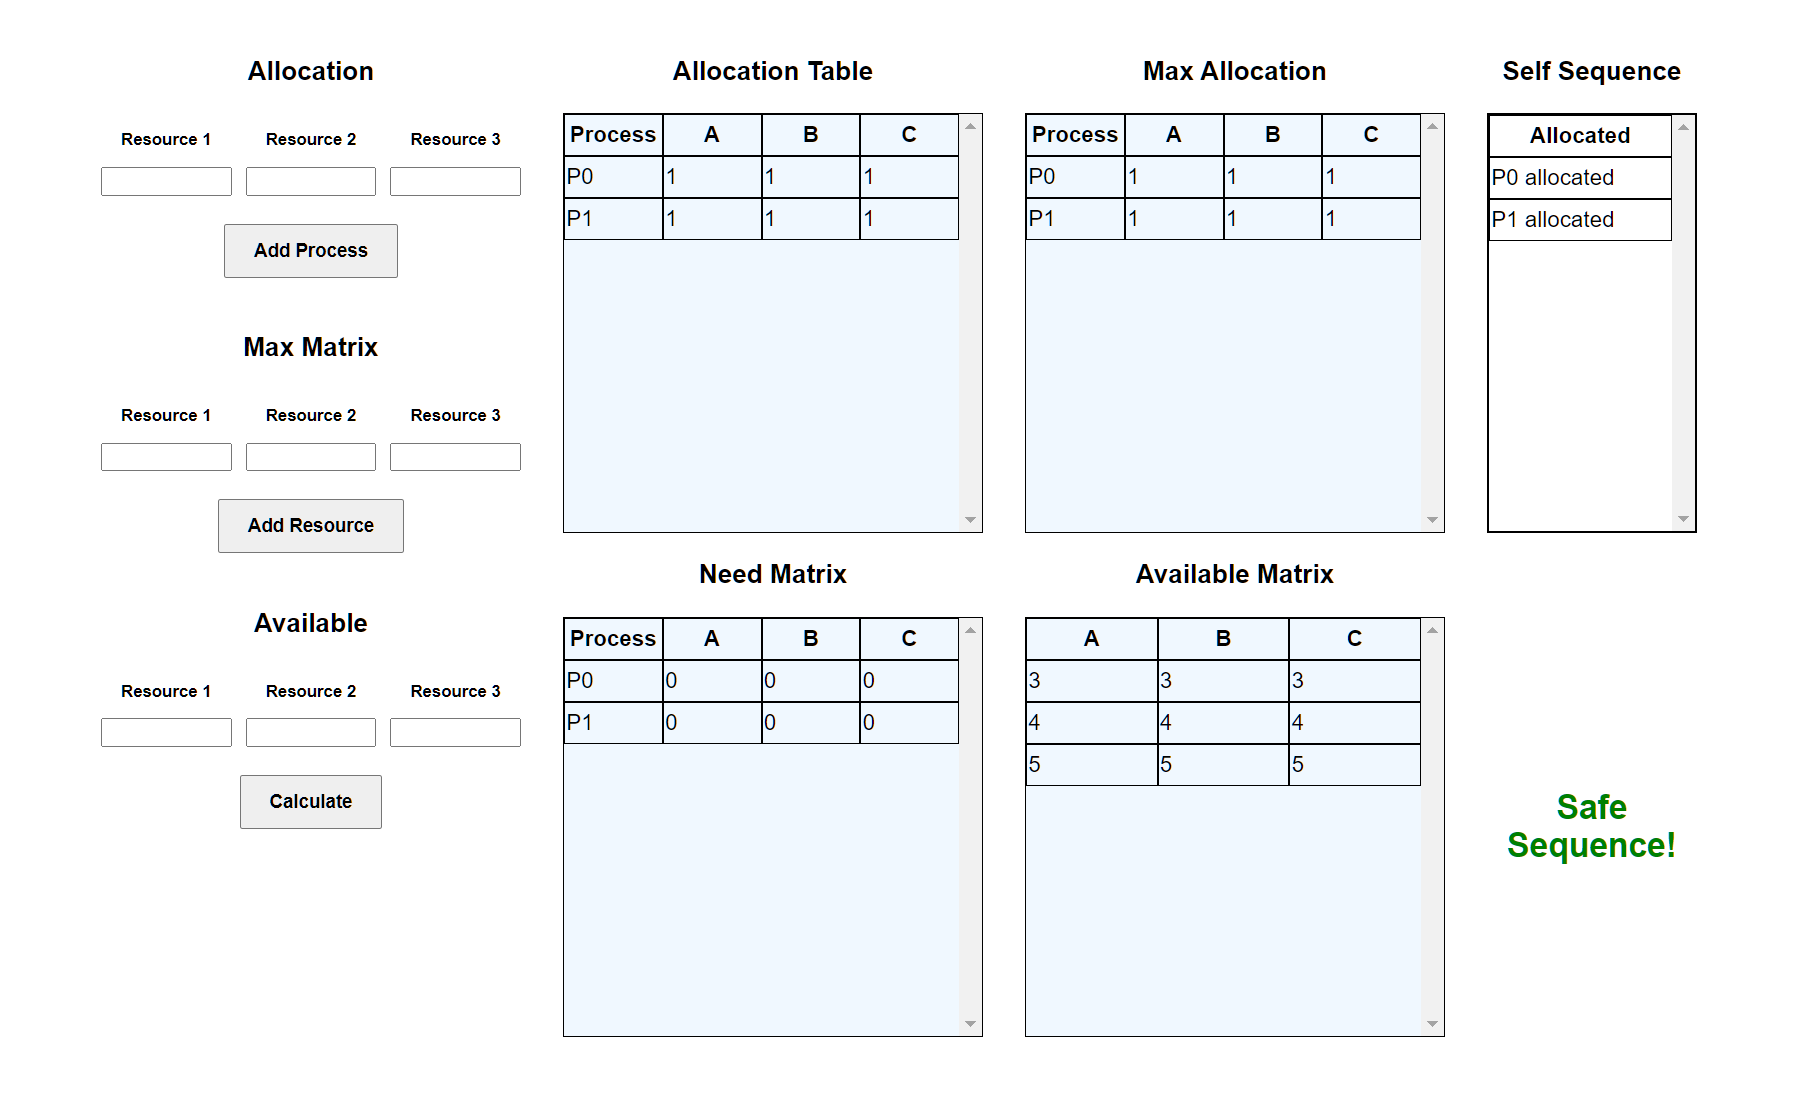 Allocation
Resource 1 Resource 2 Resource 3
Add Process
Max Matrix
Resource 1 Resource 2 Resource 3
Add Resource
Available
Resource 1 Resource 2 Resource 3
Calculate
Allocation Table
Process A B C
P0 1 1 1
P1 1 1 1
Max Allocation
Process A B C
P0 1 1 1
P1 1 1 1
Self Sequence
Allocated
P0 allocated
P1 allocated
Need Matrix
Process A B C
P0 0 0 0
P1 0 0 0
Available Matrix
A B C
3 3 3
4 4 4
5 5 5
Safe
Sequence!